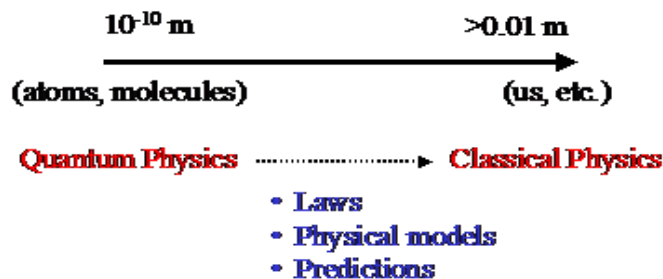 10⁻¹⁰ m >0.01 m
(atoms, molecules) (us, etc.)
Quantum Physics Classical Physics
• Laws
• Physical models
• Predictions